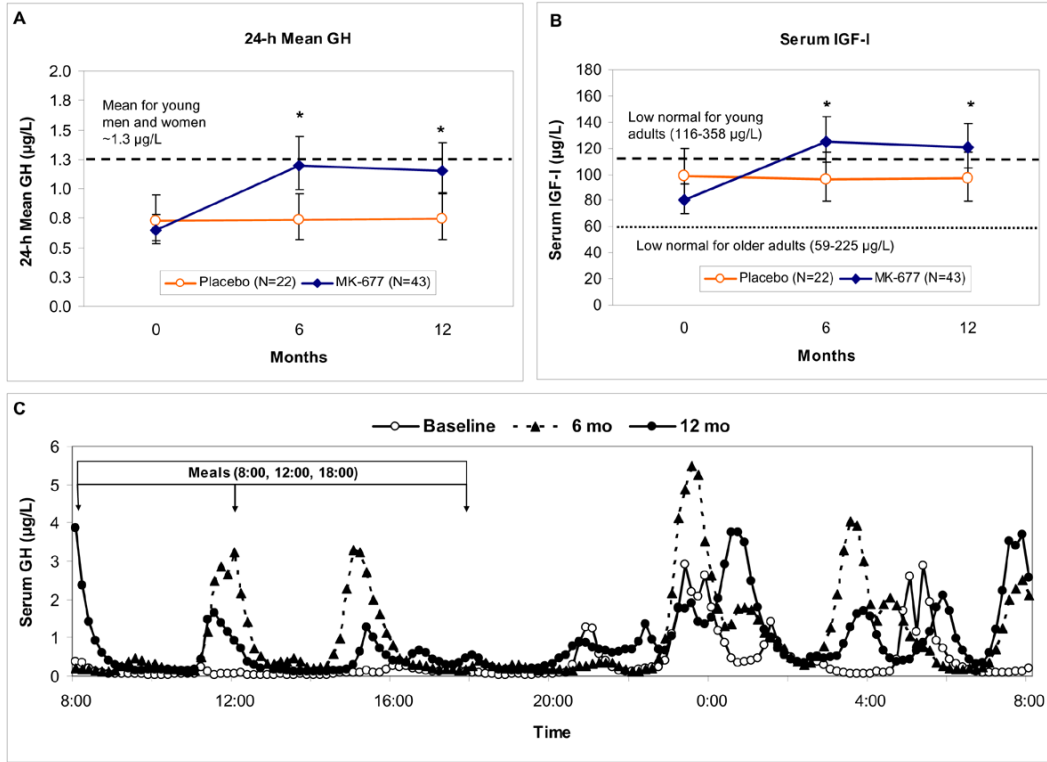 A
24-h Mean GH
24-h Mean GH (µg/L)
2.0
1.8
1.5
1.3
1.0
0.8
0.5
0.3
0.0
Mean for young
men and women
~1.3 µg/L
*
*
Placebo (N=22)
MK-677 (N=43)
0
6
12
Months
B
Serum IGF-I
Serum IGF-I (µg/L)
180
160
140
120
100
80
60
40
20
0
Low normal for young
adults (116-358 µg/L)
*
*
Low normal for older adults (59-225 µg/L)
Placebo (N=22)
MK-677 (N=43)
0
6
12
Months
C
Baseline
6 mo
12 mo
Serum GH (µg/L)
6
5
4
3
2
1
0
Meals (8:00, 12:00, 18:00)
8:00
12:00
16:00
20:00
0:00
4:00
8:00
Time